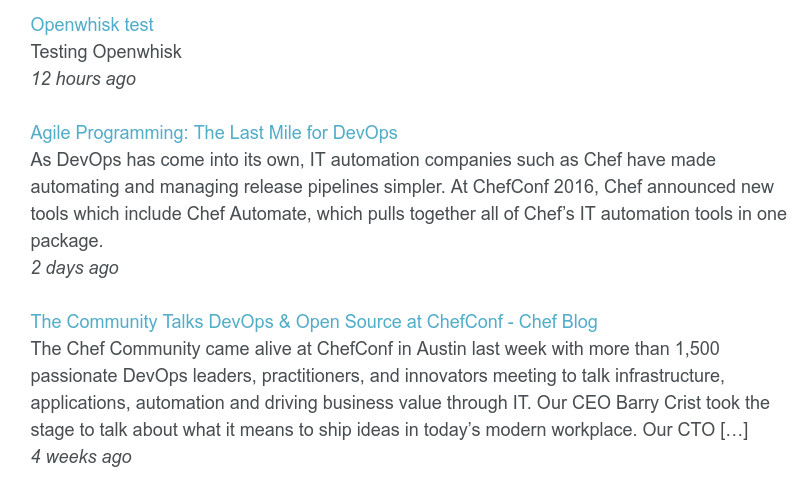 Openwhisk test
Testing Openwhisk
12 hours ago
Agile Programming: The Last Mile for DevOps
As DevOps has come into its own, IT automation companies such as Chef have made
automating and managing release pipelines simpler. At ChefConf 2016, Chef announced new
tools which include Chef Automate, which pulls together all of Chef’s IT automation tools in one
package.
2 days ago
The Community Talks DevOps & Open Source at ChefConf - Chef Blog
The Chef Community came alive at ChefConf in Austin last week with more than 1,500
passionate DevOps leaders, practitioners, and innovators meeting to talk infrastructure,
applications, automation and driving business value through IT. Our CEO Barry Crist took the
stage to talk about what it means to ship ideas in today’s modern workplace. Our CTO […]
4 weeks ago